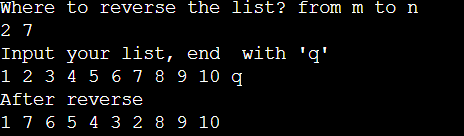 Where to reverse the list? from m to n
2 7
Input your list, end  with 'q'
1 2 3 4 5 6 7 8 9 10 q
After reverse
1 7 6 5 4 3 2 8 9 10